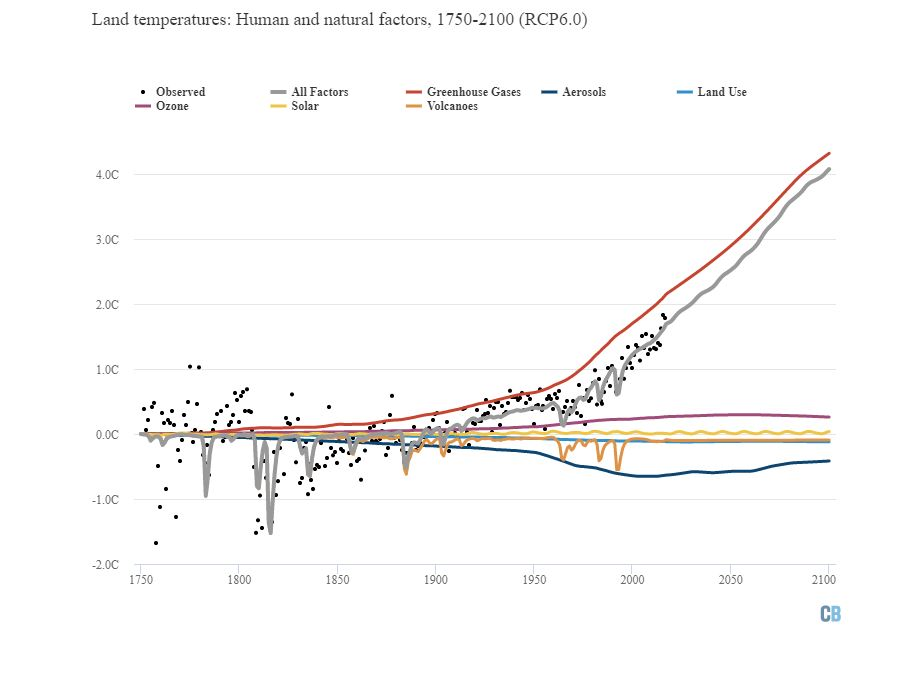 Land temperatures: Human and natural factors, 1750-2100 (RCP6.0)
Observed All Factors Greenhouse Gases Aerosols Land Use
Ozone Solar Volcanoes
4.0C
3.0C
2.0C
1.0C
0.0C
-1.0C
-2.0C
1750 1800 1850 1900 1950 2000 2050 2100
CB